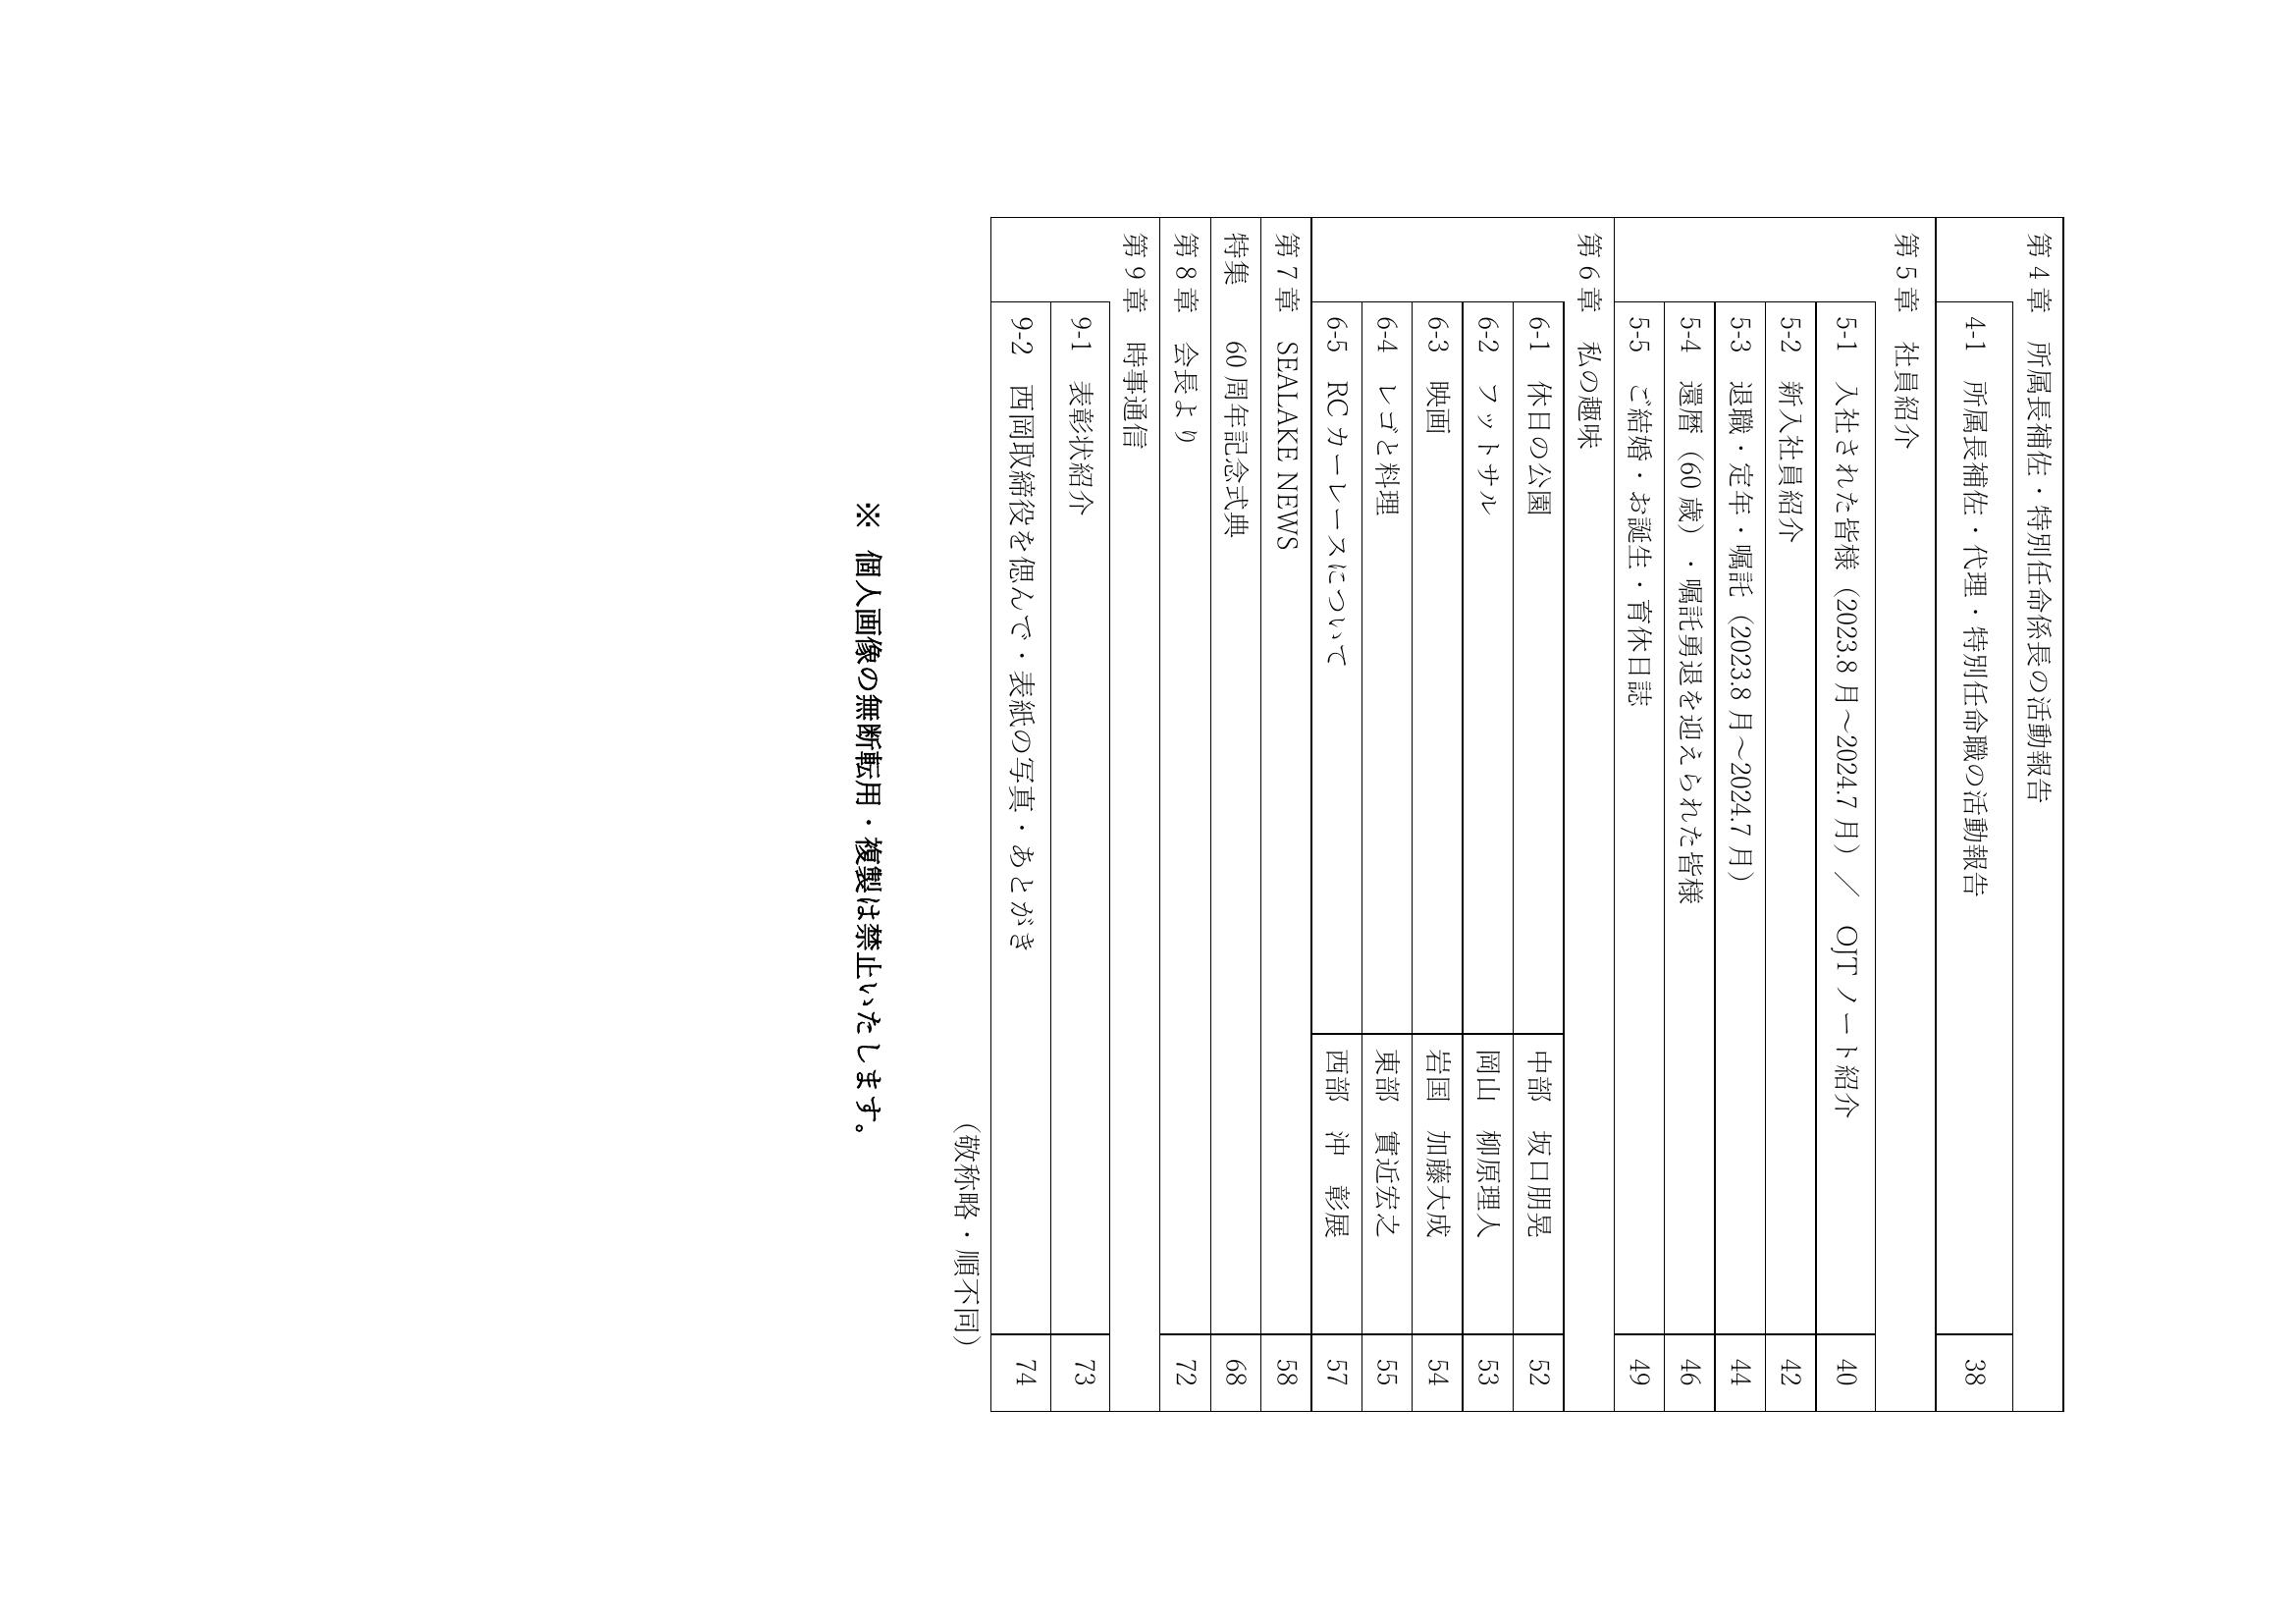 第4章　所属長補佐・特別任命係長の活動報告
4-1　所属長補佐・代理・特別任命職の活動報告　38
第5章　社員紹介
5-1　入社された皆様（2023.8月～2024.7月）／　OJTノート紹介　40
5-2　新入社員紹介　42
5-3　退職・定年・嘱託（2023.8月～2024.7月）　44
5-4　還暦（60歳）・嘱託勇退を迎えられた皆様　46
5-5　ご結婚・お誕生・育休日誌　49
第6章　私の趣味
6-1　休日の公園　中部　坂口朋晃　52
6-2　フットサル　岡山　柳原理人　53
6-3　映画　岩国　加藤大成　54
6-4　レゴと料理　東部　實近宏之　55
6-5　RCカーレースについて　西部　沖　彰展　57
第7章　SEALAKE NEWS　58
特集　60周年記念式典　68
第8章　会長より　72
第9章　時事通信
9-1　表彰状紹介　73
9-2　西岡取締役を偲んで・表紙の写真・あとがき　74
（敬称略・順不同）
※ 個人画像の無断転用・複製は禁止いたします。